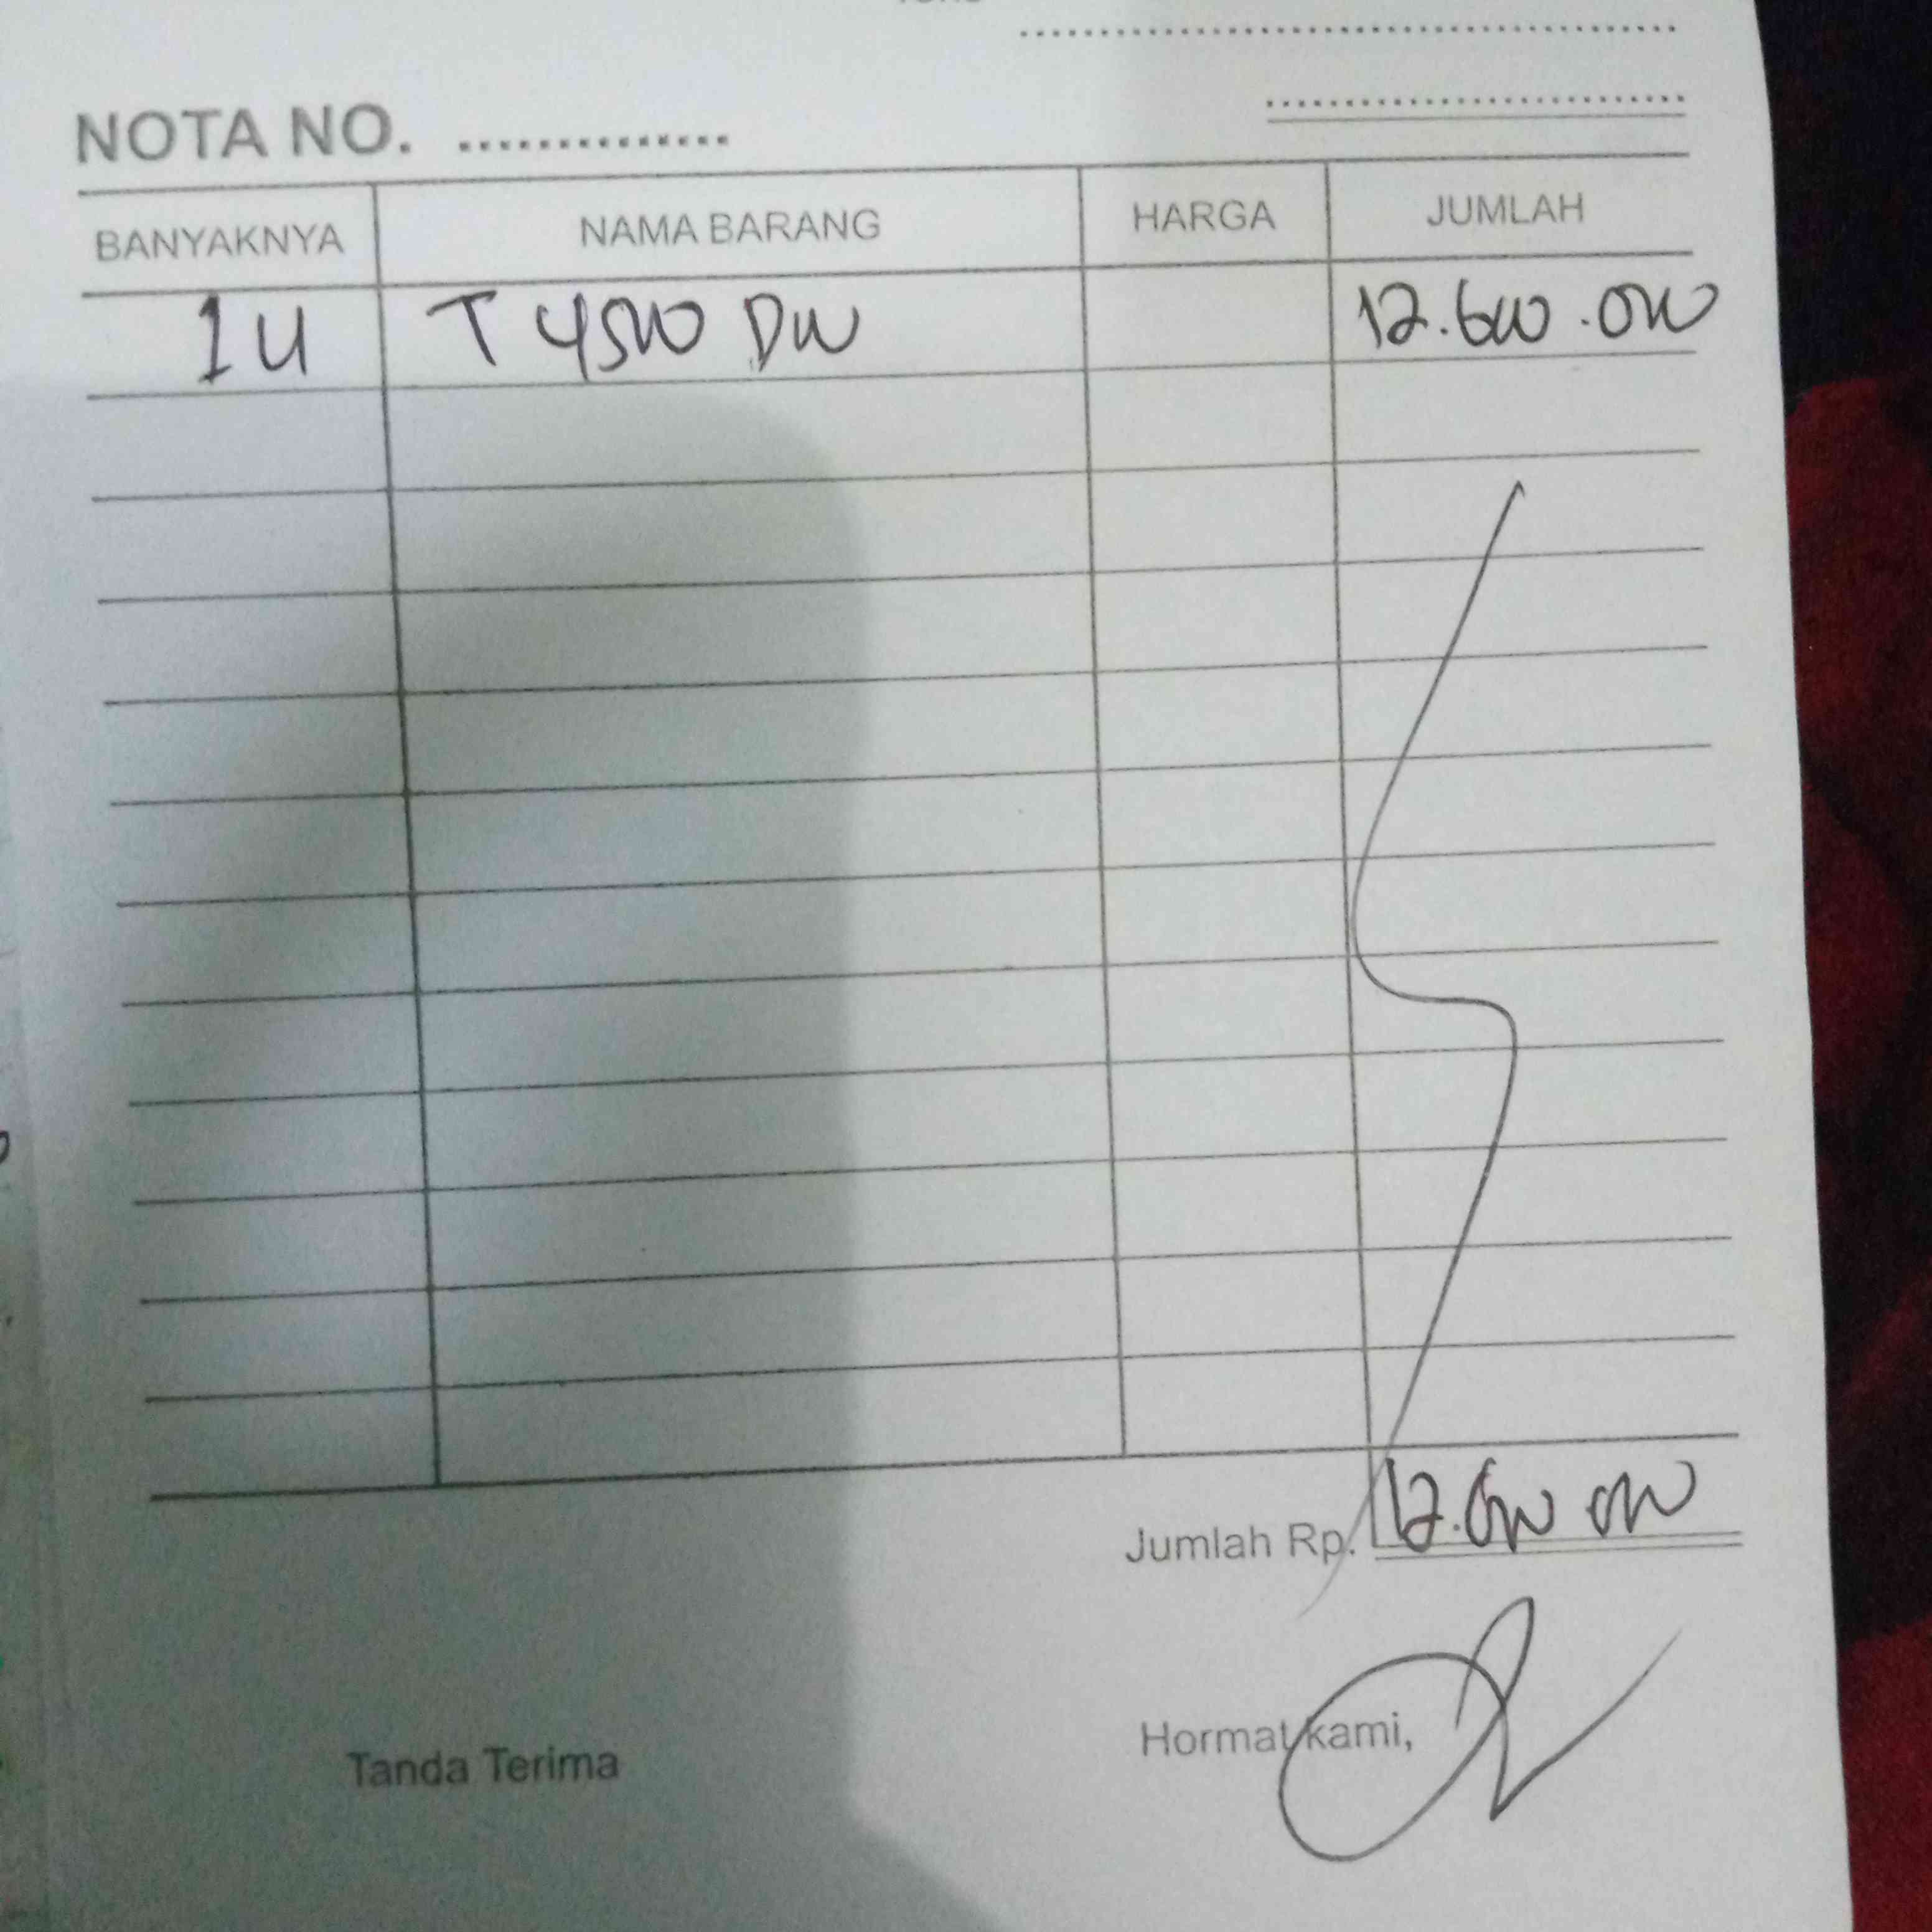 NOTA NO. ..............
BANYAKNYA NAMA BARANG HARGA JUMLAH
1 U T 4500 DW 12.600.000
Jumlah Rp. 12.600 000
Tanda Terima Hormat kami,